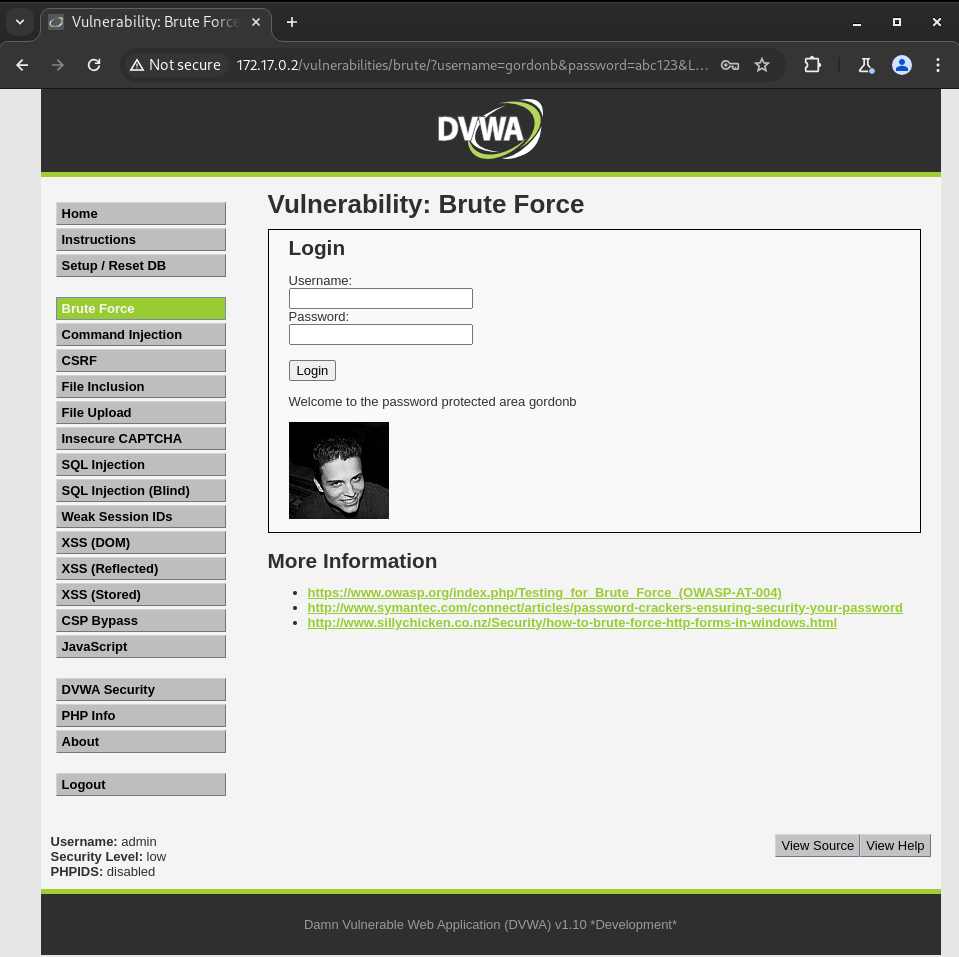 Vulnerability: Brute Force
Not secure
172.17.0.2/vulnerabilities/brute/?username=gordonb&password=abc123&L…
DVWA
Home
Instructions
Setup / Reset DB
Brute Force
Command Injection
CSRF
File Inclusion
File Upload
Insecure CAPTCHA
SQL Injection
SQL Injection (Blind)
Weak Session IDs
XSS (DOM)
XSS (Reflected)
XSS (Stored)
CSP Bypass
JavaScript
DVWA Security
PHP Info
About
Logout
Vulnerability: Brute Force
Login
Username:
Password:
Login
Welcome to the password protected area gordonb
More Information
https://www.owasp.org/index.php/Testing_for_Brute_Force_(OWASP-AT-004)
http://www.symantec.com/connect/articles/password-crackers-ensuring-security-your-password
http://www.sillychicken.co.nz/Security/how-to-brute-force-http-forms-in-windows.html
Username: admin
Security Level: low
PHPIDS: disabled
View Source View Help
Damn Vulnerable Web Application (DVWA) v1.10 *Development*